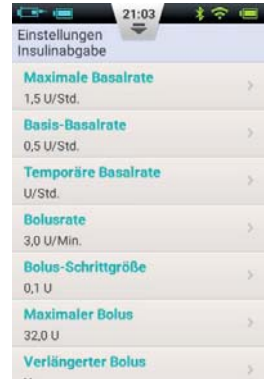 21:03
Einstellungen
Insulinabgabe
Maximale Basalrate
1,5 U/Std.
Basis-Basalrate
0,5 U/Std.
Temporäre Basalrate
U/Std.
Bolusrate
3,0 U/Min.
Bolus-Schrittgröße
0,1 U
Maximaler Bolus
32,0 U
Verlängerter Bolus